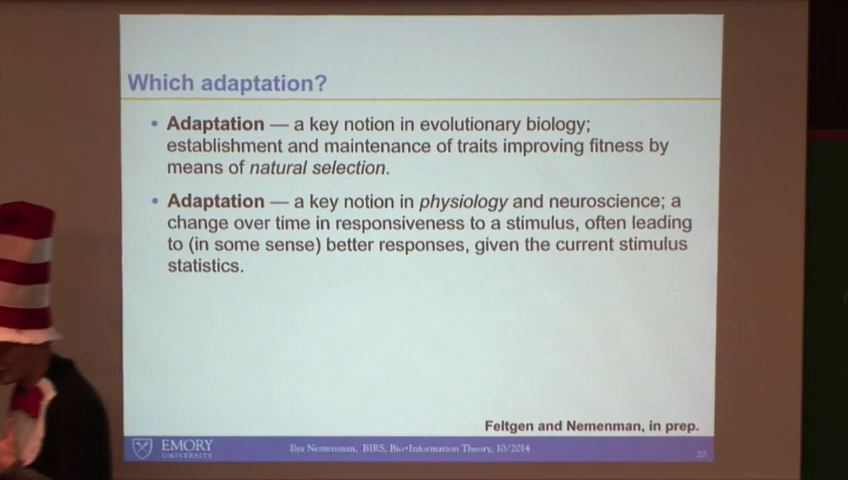 Which adaptation?
• Adaptation — a key notion in evolutionary biology;
establishment and maintenance of traits improving fitness by
means of natural selection.
• Adaptation — a key notion in physiology and neuroscience; a
change over time in responsiveness to a stimulus, often leading
to (in some sense) better responses, given the current stimulus
statistics.
Feltgen and Nemenman, in prep.
EMORY
UNIVERSITY
Ilya Nemenman, BIRS, Bio+Information Theory, 10/2014
20